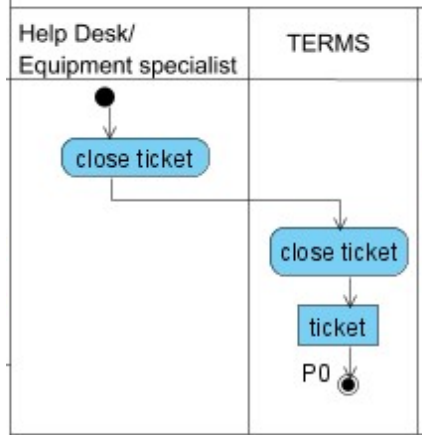 Help Desk/
Equipment specialist
TERMS
close ticket
close ticket
ticket
P0